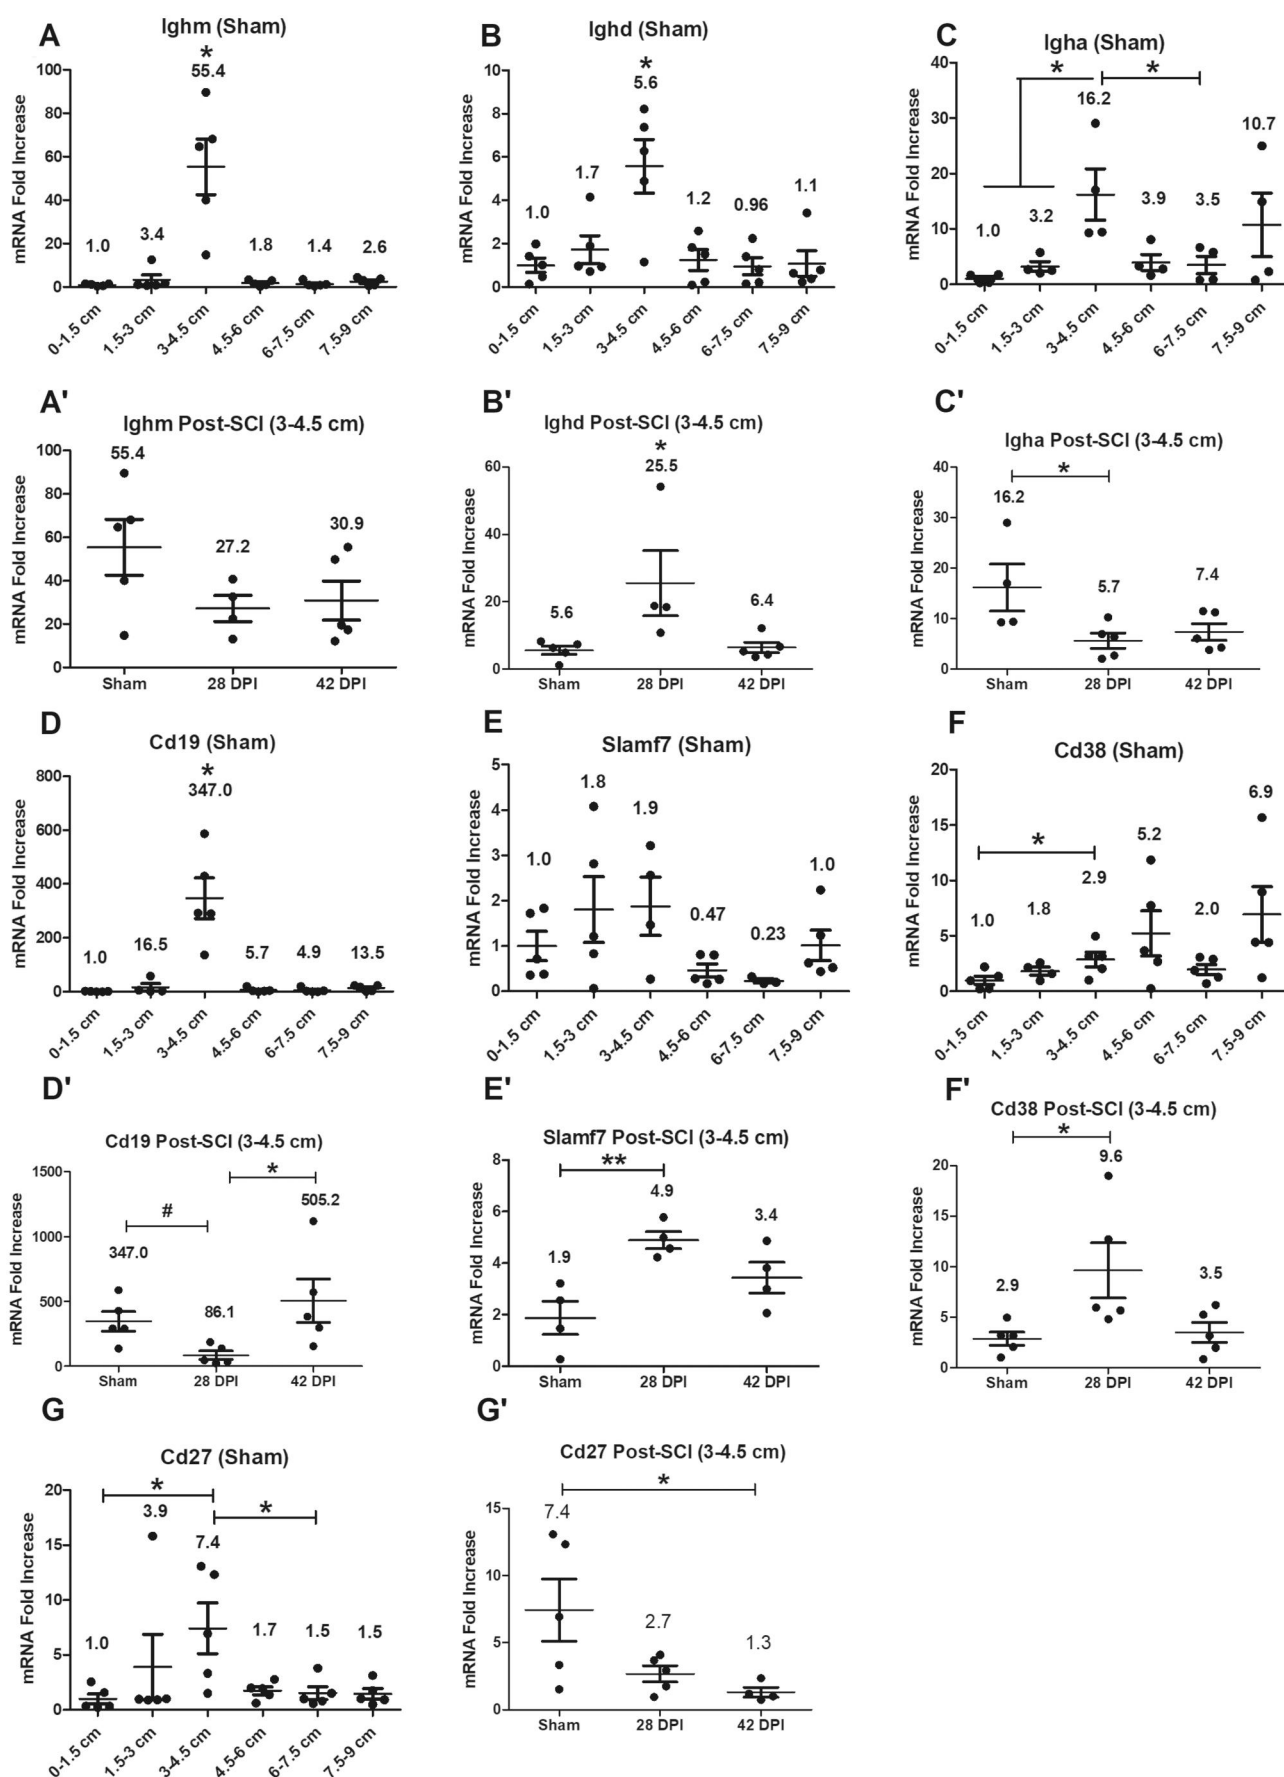 A
Ighm (Sham)
*
55.4
mRNA Fold Increase
100
80
60
40
20
0
1.0
3.4
1.8
1.4
2.6
0-1.5 cm
1.5-3 cm
3-4.5 cm
4.5-6 cm
6-7.5 cm
7.5-9 cm
B
Ighd (Sham)
*
5.6
mRNA Fold Increase
10
8
6
4
2
0
1.0
1.7
1.2
0.96
1.1
0-1.5 cm
1.5-3 cm
3-4.5 cm
4.5-6 cm
6-7.5 cm
7.5-9 cm
C
Igha (Sham)
*
*
mRNA Fold Increase
40
30
20
10
0
1.0
3.2
16.2
3.9
3.5
10.7
0-1.5 cm
1.5-3 cm
3-4.5 cm
4.5-6 cm
6-7.5 cm
7.5-9 cm
A'
Ighm Post-SCI (3-4.5 cm)
mRNA Fold Increase
100
80
60
40
20
0
55.4
27.2
30.9
Sham
28 DPI
42 DPI
B'
Ighd Post-SCI (3-4.5 cm)
*
mRNA Fold Increase
60
40
20
0
5.6
25.5
6.4
Sham
28 DPI
42 DPI
C'
Igha Post-SCI (3-4.5 cm)
*
mRNA Fold Increase
40
30
20
10
0
16.2
5.7
7.4
Sham
28 DPI
42 DPI
D
Cd19 (Sham)
*
347.0
mRNA Fold Increase
800
600
400
200
0
1.0
16.5
5.7
4.9
13.5
0-1.5 cm
1.5-3 cm
3-4.5 cm
4.5-6 cm
6-7.5 cm
7.5-9 cm
E
Slamf7 (Sham)
mRNA Fold Increase
5
4
3
2
1
0
1.0
1.8
1.9
0.47
0.23
1.0
0-1.5 cm
1.5-3 cm
3-4.5 cm
4.5-6 cm
6-7.5 cm
7.5-9 cm
F
Cd38 (Sham)
*
mRNA Fold Increase
20
15
10
5
0
1.0
1.8
2.9
5.2
2.0
6.9
0-1.5 cm
1.5-3 cm
3-4.5 cm
4.5-6 cm
6-7.5 cm
7.5-9 cm
D'
Cd19 Post-SCI (3-4.5 cm)
#
*
mRNA Fold Increase
1500
1000
500
0
347.0
86.1
505.2
Sham
28 DPI
42 DPI
E'
Slamf7 Post-SCI (3-4.5 cm)
**
mRNA Fold Increase
8
6
4
2
0
1.9
4.9
3.4
Sham
28 DPI
42 DPI
F'
Cd38 Post-SCI (3-4.5 cm)
*
mRNA Fold Increase
20
15
10
5
0
2.9
9.6
3.5
Sham
28 DPI
42 DPI
G
Cd27 (Sham)
*
*
mRNA Fold Increase
20
15
10
5
0
1.0
3.9
7.4
1.7
1.5
1.5
0-1.5 cm
1.5-3 cm
3-4.5 cm
4.5-6 cm
6-7.5 cm
7.5-9 cm
G'
Cd27 Post-SCI (3-4.5 cm)
*
mRNA Fold Increase
15
10
5
0
7.4
2.7
1.3
Sham
28 DPI
42 DPI